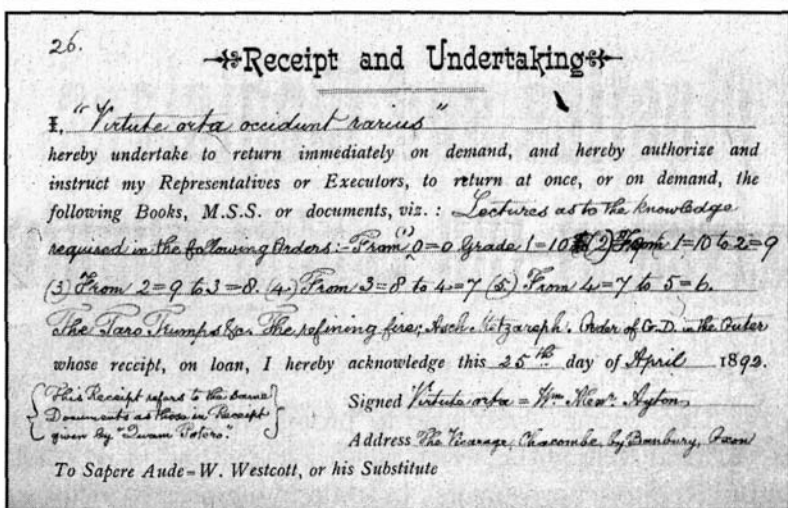 26.
Receipt and Undertaking
I, "Virtute orta occidunt rarius"
hereby undertake to return immediately on demand, and hereby authorize and
instruct my Representatives or Executors, to return at once, or on demand, the
following Books, M.S.S. or documents, viz. : Lectures as to the knowledge
required in the following Orders:- From (1) 0=0 Grade 1=10 (2) From 1=10 to 2=9
(3) From 2=9 to 3=8. (4) From 3=8 to 4=7 (5) From 4=7 to 5=6.
The Taro Trumps &c. The refining fire; Asch Metzareph. Order of G.D. in the Outer
whose receipt, on loan, I hereby acknowledge this 25th day of April 1892.
{This Receipt refers to the same
Documents as those in Receipt
given by "Quam Potero."}
Signed Virtute orta = Wm Alexr. Ayton
Address The Vicarage, Chacombe, by Banbury, Oxon
To Sapere Aude=W. Westcott, or his Substitute